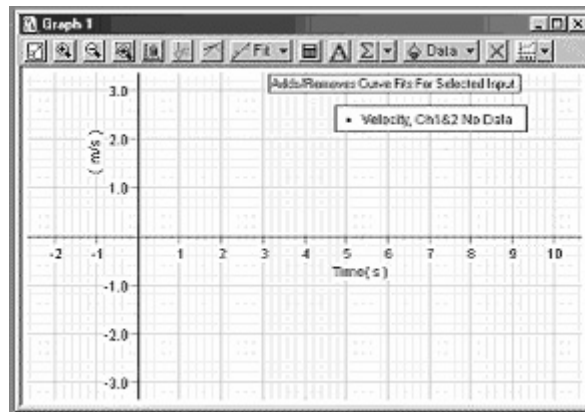 Graph 1
Fit
Data
Adds/Removes Curve Fits For Selected Input
Velocity, Ch1&2 No Data
3.0
2.0
1.0
( m/s )
-2 -1 1 2 3 4 5 6 7 8 9 10
Time( s )
-1.0
-2.0
-3.0